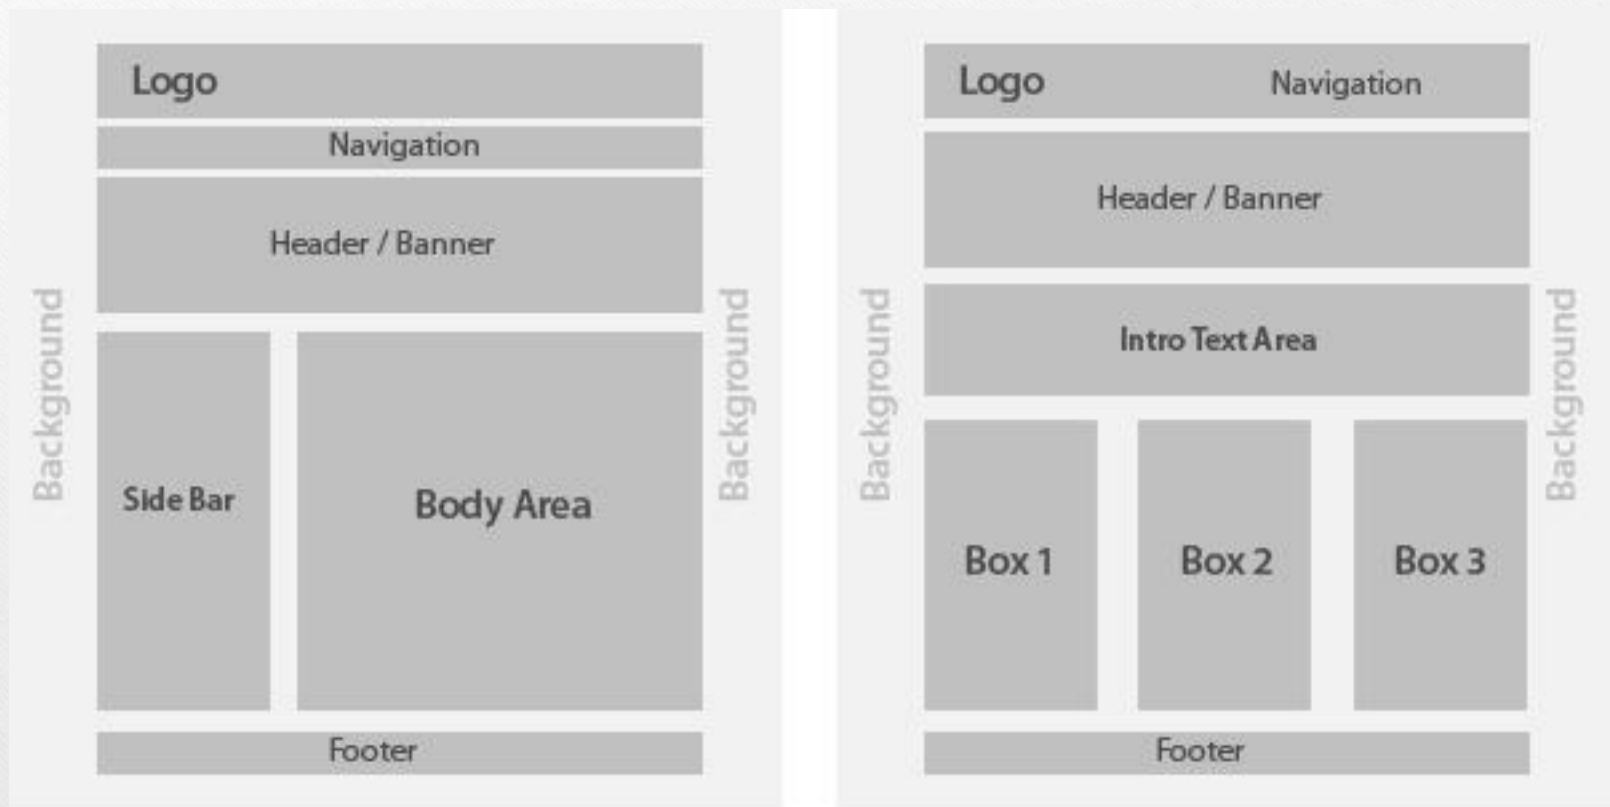 Logo
Navigation
Header / Banner
Background
Side Bar
Body Area
Background
Footer
Logo
Navigation
Header / Banner
Intro Text Area
Background
Box 1
Box 2
Box 3
Background
Footer